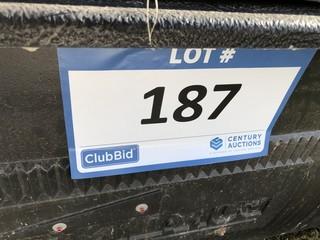 LOT #
187
ClubBid
CENTURY
AUCTIONS